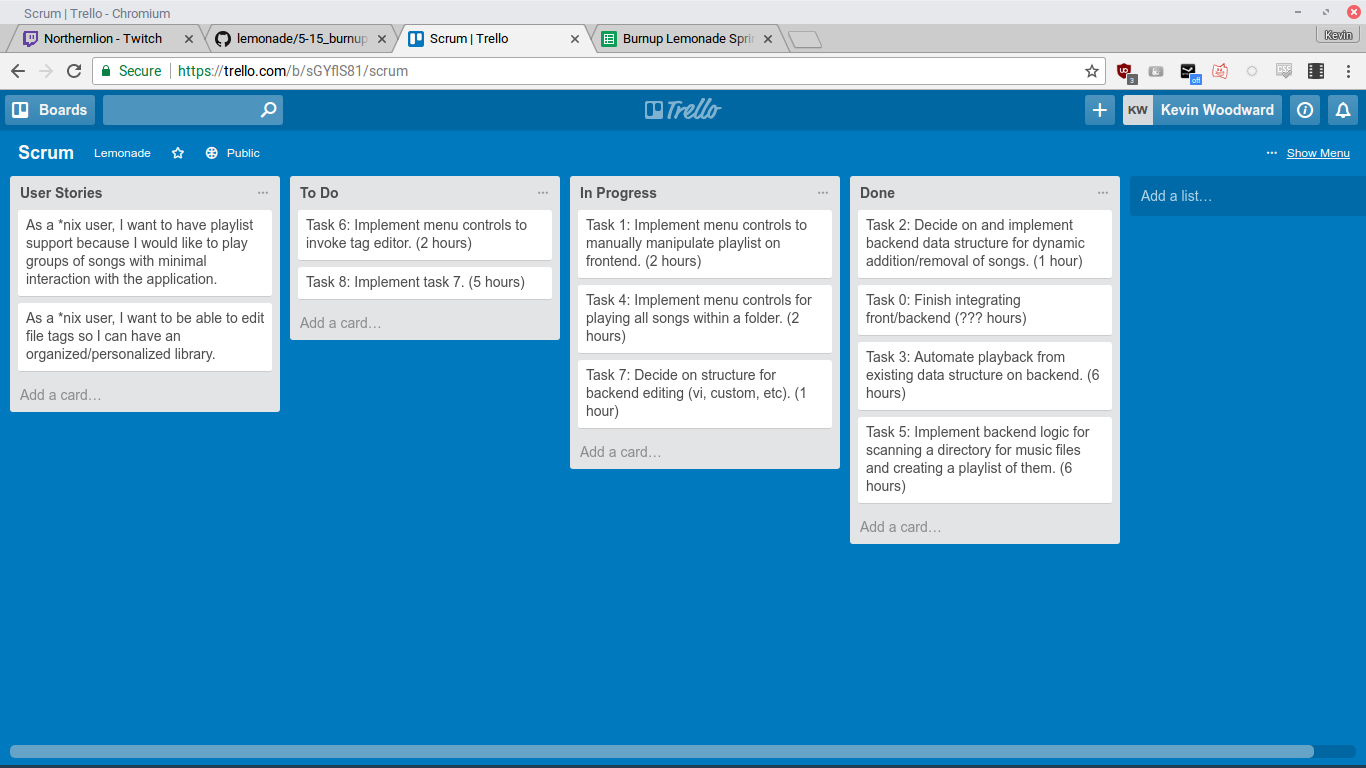 Scrum | Trello - Chromium
Northernlion - Twitch
lemonade/5-15_burnup
Scrum | Trello
Burnup Lemonade Spri
Kevin
Secure
https://trello.com/b/sGYflS81/scrum
3
off
Boards
Trello
KW
Kevin Woodward
Scrum
Lemonade
Public
Show Menu
User Stories
As a *nix user, I want to have playlist
support because I would like to play
groups of songs with minimal
interaction with the application.
As a *nix user, I want to be able to edit
file tags so I can have an
organized/personalized library.
Add a card…
To Do
Task 6: Implement menu controls to
invoke tag editor. (2 hours)
Task 8: Implement task 7. (5 hours)
Add a card…
In Progress
Task 1: Implement menu controls to
manually manipulate playlist on
frontend. (2 hours)
Task 4: Implement menu controls for
playing all songs within a folder. (2
hours)
Task 7: Decide on structure for
backend editing (vi, custom, etc). (1
hour)
Add a card…
Done
Task 2: Decide on and implement
backend data structure for dynamic
addition/removal of songs. (1 hour)
Task 0: Finish integrating
front/backend (??? hours)
Task 3: Automate playback from
existing data structure on backend. (6
hours)
Task 5: Implement backend logic for
scanning a directory for music files
and creating a playlist of them. (6
hours)
Add a card…
Add a list…